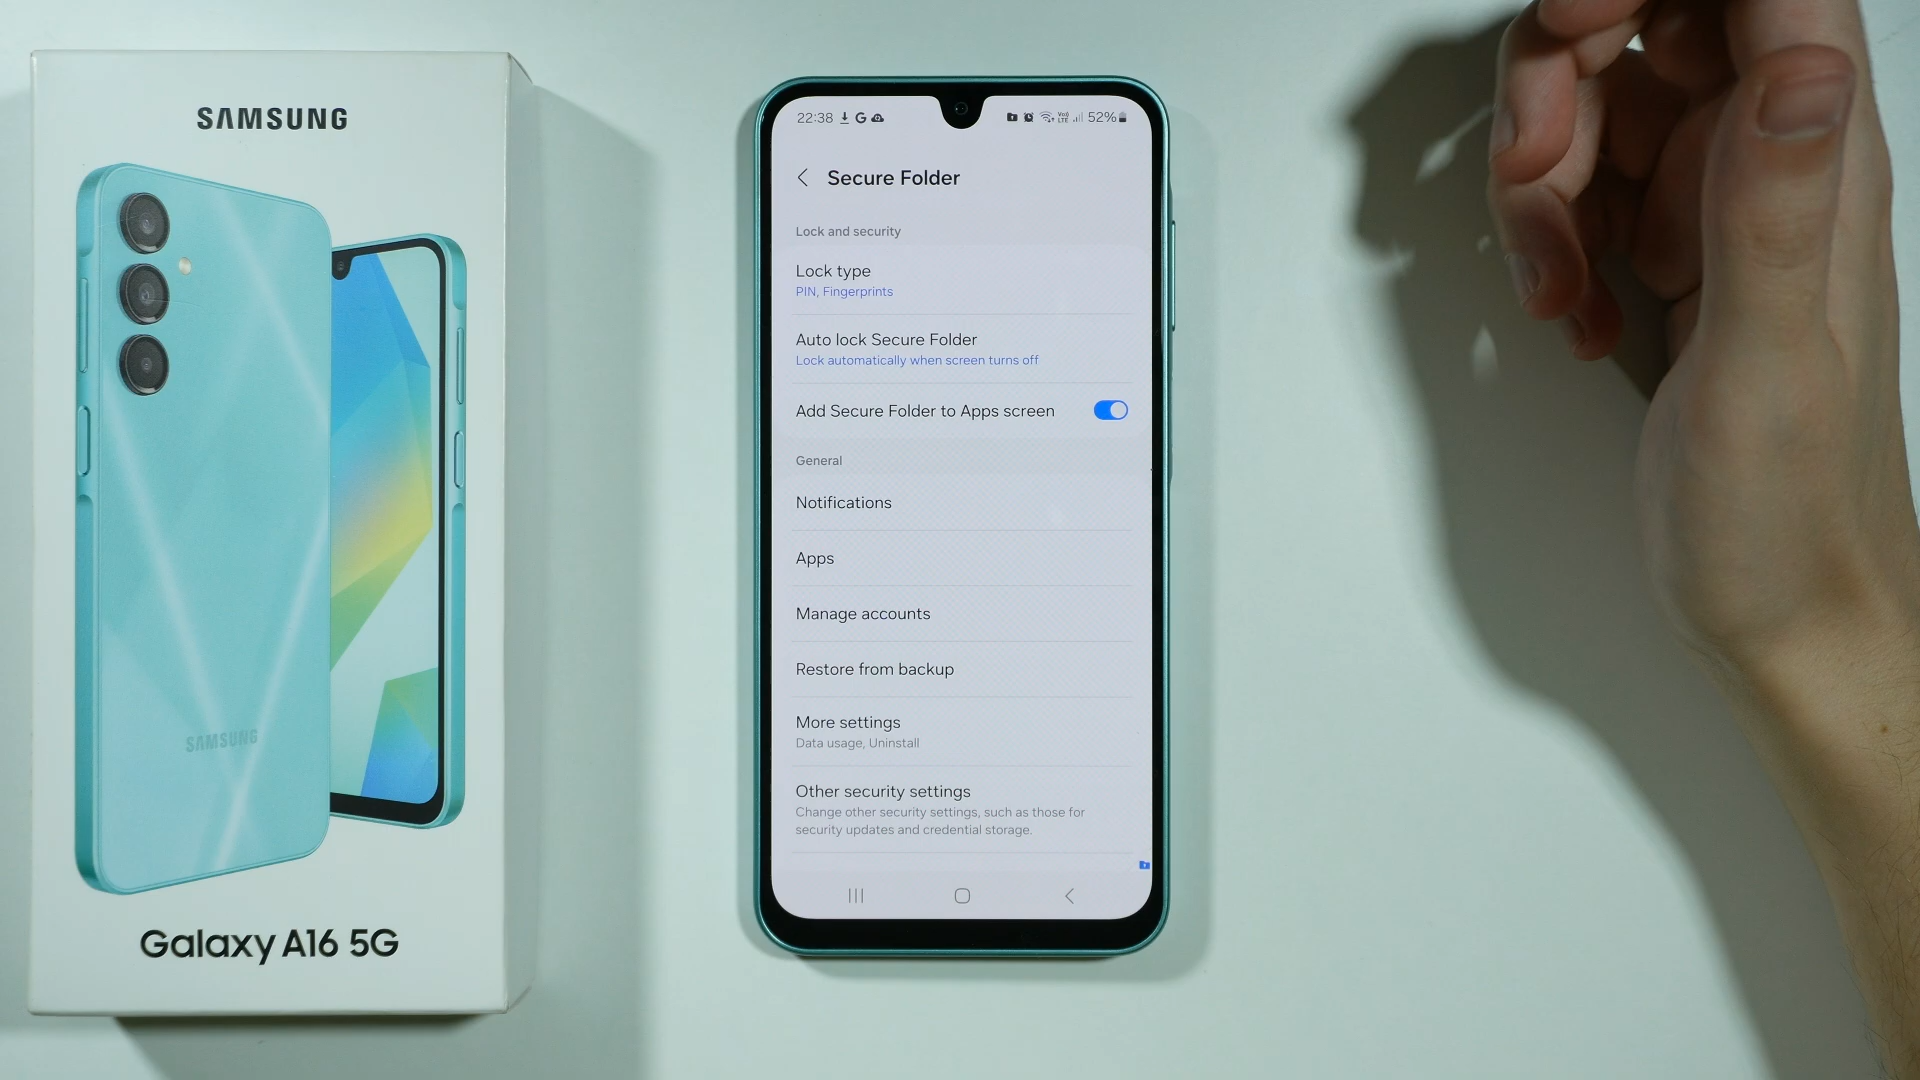 SAMSUNG
SAMSUNG
Galaxy A16 5G
22:38
G
Vo))
LTE
52%
Secure Folder
Lock and security
Lock type
PIN, Fingerprints
Auto lock Secure Folder
Lock automatically when screen turns off
Add Secure Folder to Apps screen
General
Notifications
Apps
Manage accounts
Restore from backup
More settings
Data usage, Uninstall
Other security settings
Change other security settings, such as those for
security updates and credential storage.